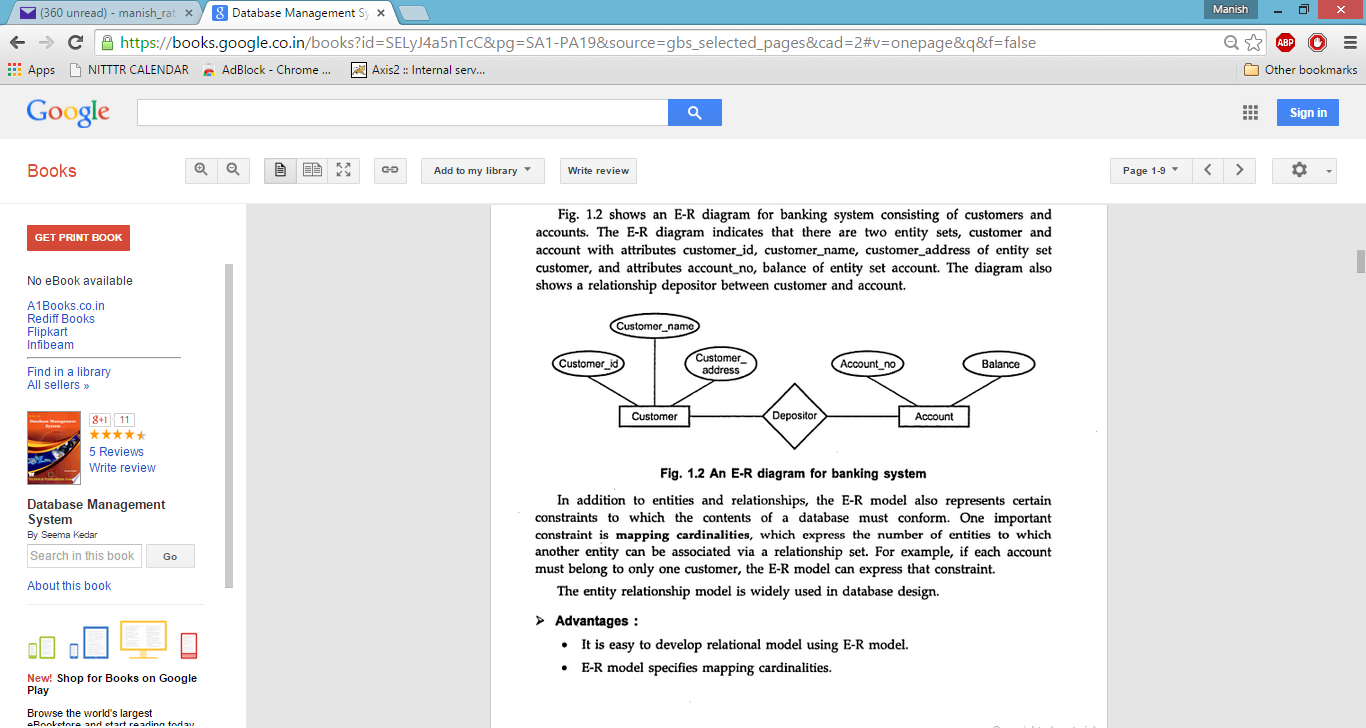 (360 unread) - manish_rat
Database Management Sy
Manish
https://books.google.co.in/books?id=SELyJ4a5nTcC&pg=SA1-PA19&source=gbs_selected_pages&cad=2#v=onepage&q&f=false
ABP
Apps
NITTTR CALENDAR
AdBlock - Chrome ...
Axis2 :: Internal serv...
Other bookmarks
Google
Sign in
Books
Add to my library
Write review
Page 1-9
GET PRINT BOOK
No eBook available
A1Books.co.in
Rediff Books
Flipkart
Infibeam
Find in a library
All sellers »
g+1 11
5 Reviews
Write review
Database Management
System
By Seema Kedar
Search in this book
Go
About this book
New! Shop for Books on Google
Play
Browse the world's largest
eBookstore and start reading today
Fig. 1.2 shows an E-R diagram for banking system consisting of customers and
accounts. The E-R diagram indicates that there are two entity sets, customer and
account with attributes customer_id, customer_name, customer_address of entity set
customer, and attributes account_no, balance of entity set account. The diagram also
shows a relationship depositor between customer and account.
Customer_name
Customer_id
Customer_
address
Account_no
Balance
Customer
Depositor
Account
Fig. 1.2 An E-R diagram for banking system
In addition to entities and relationships, the E-R model also represents certain
constraints to which the contents of a database must conform. One important
constraint is mapping cardinalities, which express the number of entities to which
another entity can be associated via a relationship set. For example, if each account
must belong to only one customer, the E-R model can express that constraint.
The entity relationship model is widely used in database design.
➢ Advantages :
• It is easy to develop relational model using E-R model.
• E-R model specifies mapping cardinalities.